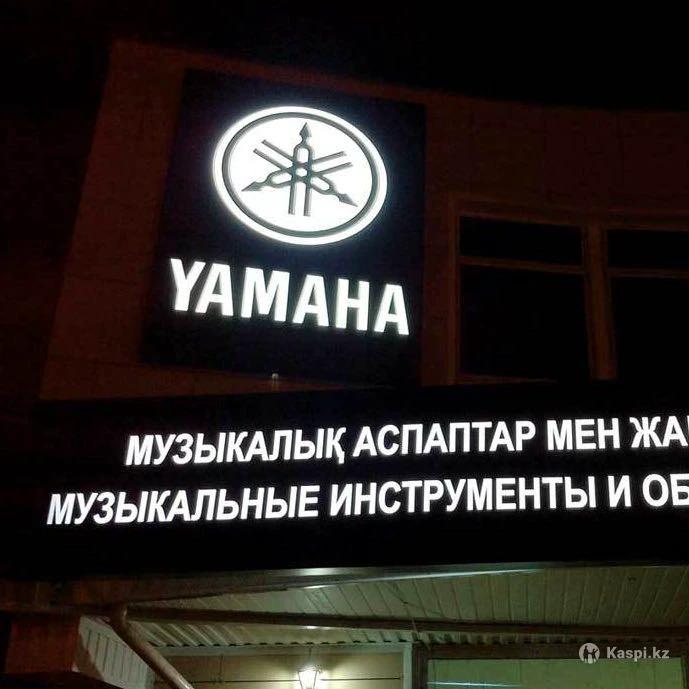 YAMAHA
МУЗЫКАЛЫҚ АСПАПТАР МЕН
МУЗЫКАЛЬНЫЕ ИНСТРУМЕНТЫ И
Kaspi.kz